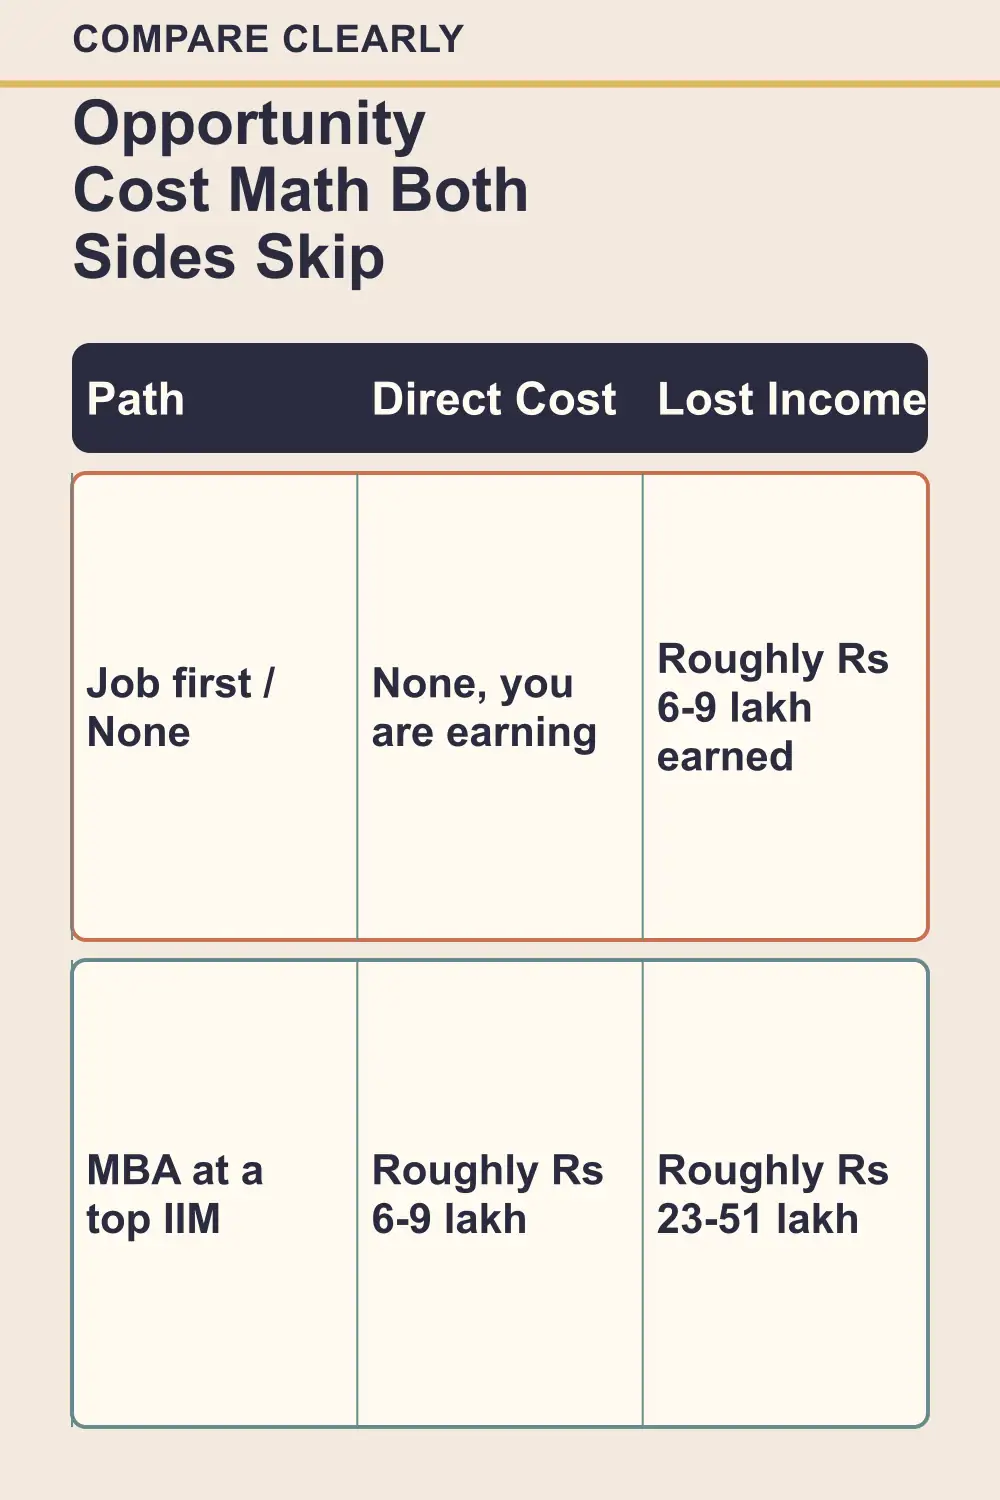 COMPARE CLEARLY
Opportunity
Cost Math Both
Sides Skip
Path Direct Cost Lost Income
Job first /
None
None, you
are earning
Roughly Rs
6-9 lakh
earned
MBA at a
top IIM
Roughly Rs
6-9 lakh
Roughly Rs
23-51 lakh